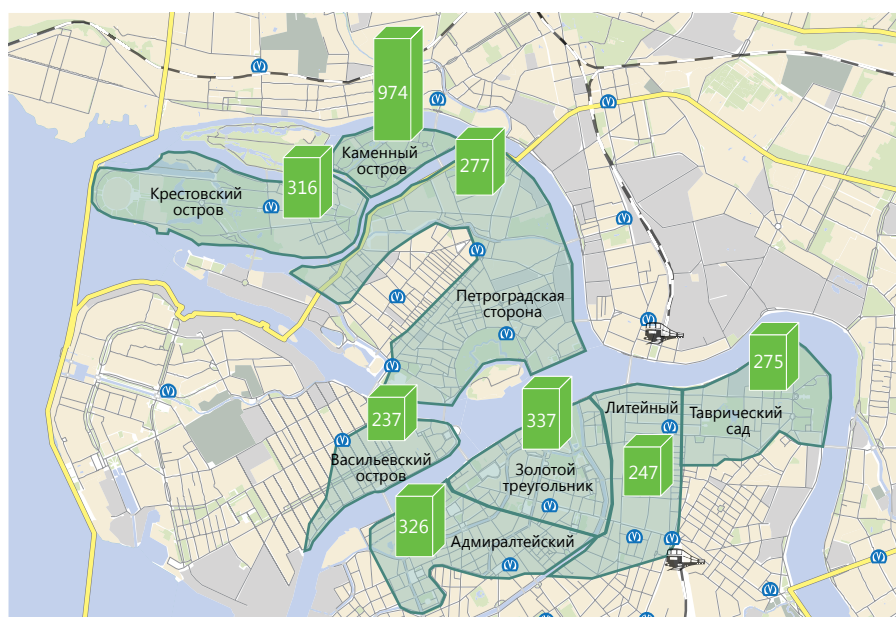 974
Каменный
остров
277
316
Крестовский
остров
Петроградская
сторона
275
Таврический
сад
337
Литейный
247
Золотой
треугольник
237
Васильевский
остров
326
Адмиралтейский